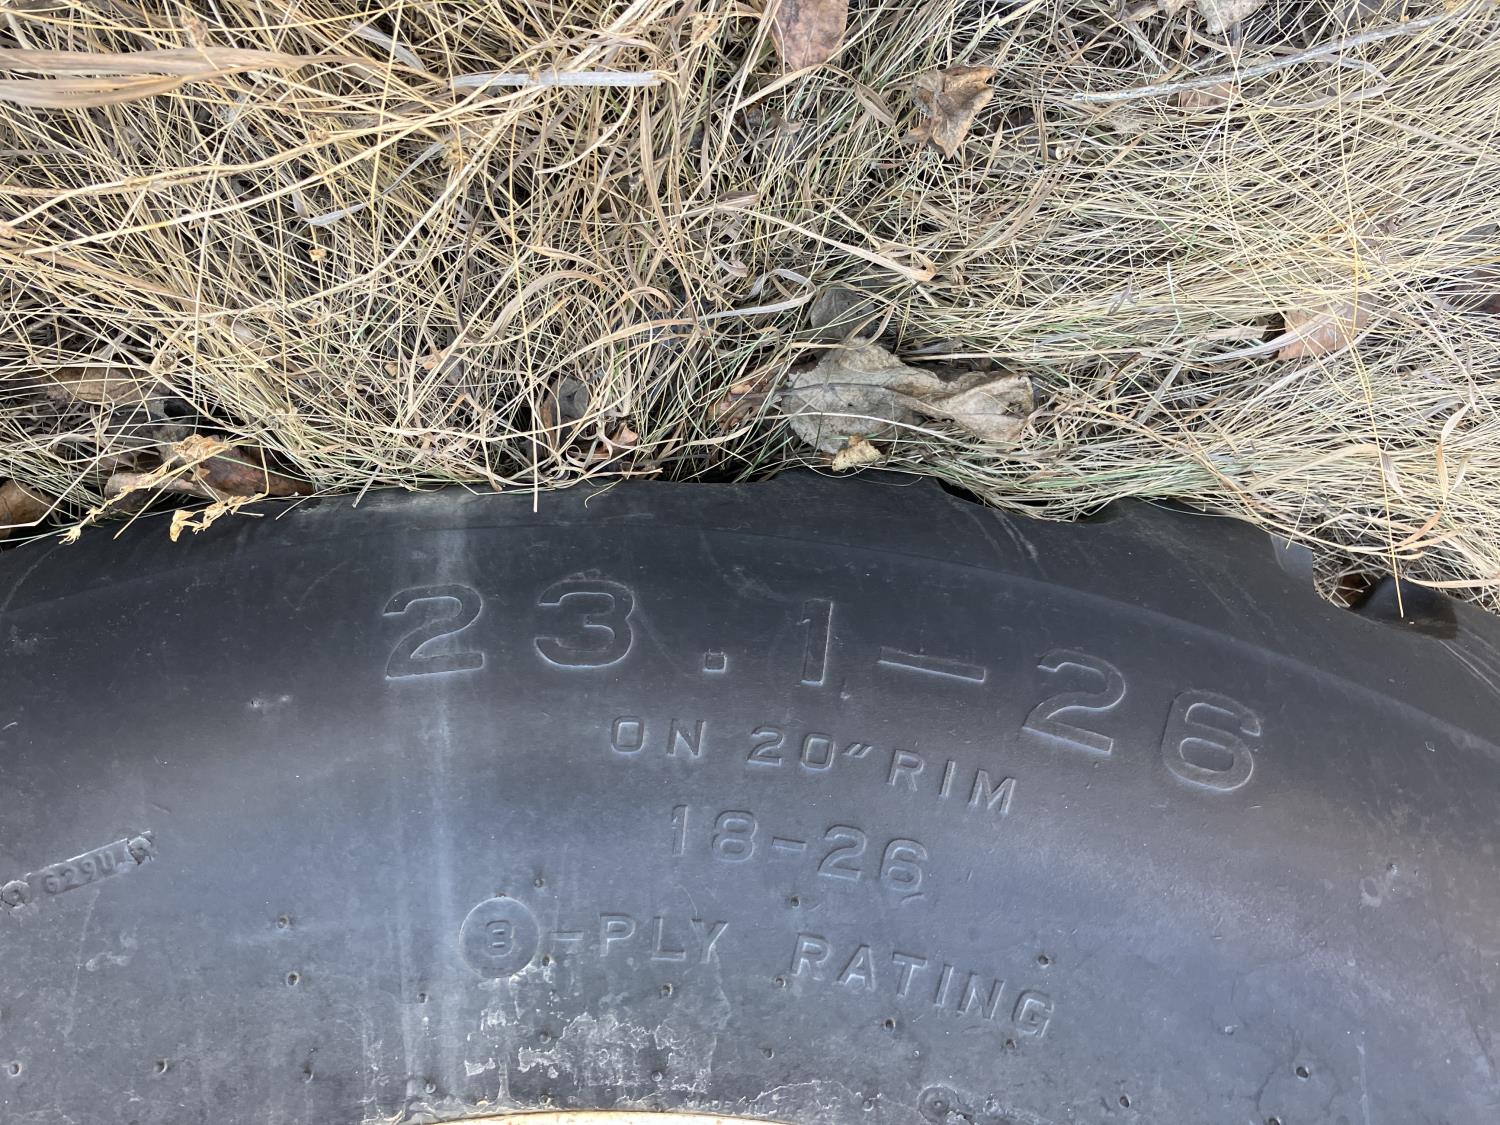 23.1-26
ON 20" RIM
18-26
8-PLY RATING